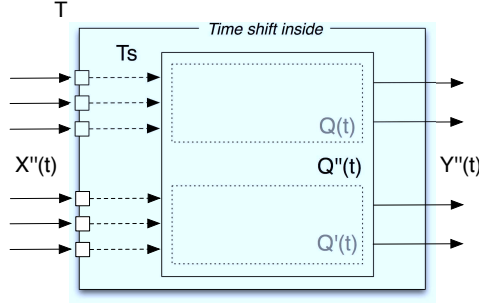 T
Time shift inside
Ts
Q(t)
X"(t)
Q"(t)
Y"(t)
Q'(t)